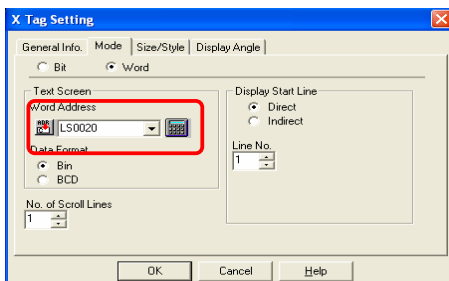 X Tag Setting
General Info. Mode Size/Style Display Angle
Bit Word
Text Screen
Word Address
LS0020
Data Format
Bin
BCD
No. of Scroll Lines
1
Display Start Line
Direct
Indirect
Line No.
1
OK Cancel Help